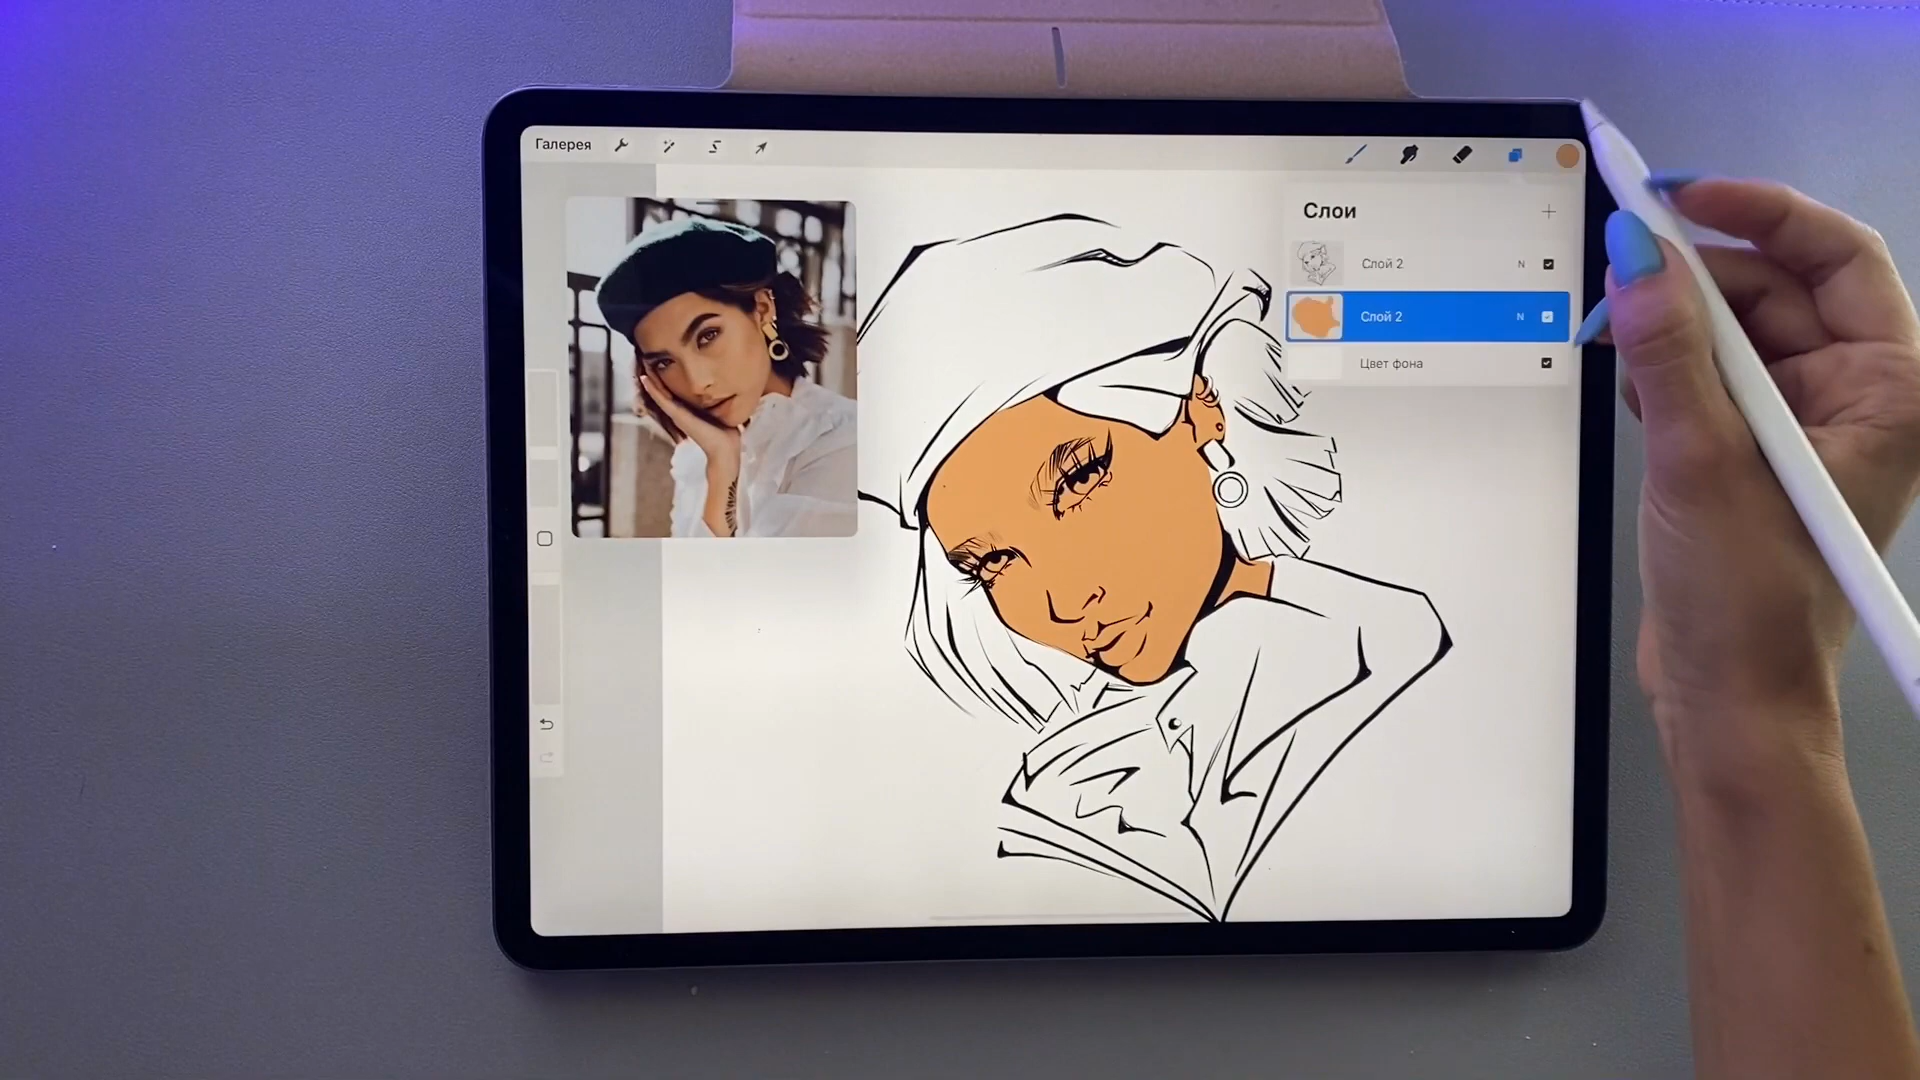 Галерея
Слои
Слой 2 N
Слой 2 N
Цвет фона